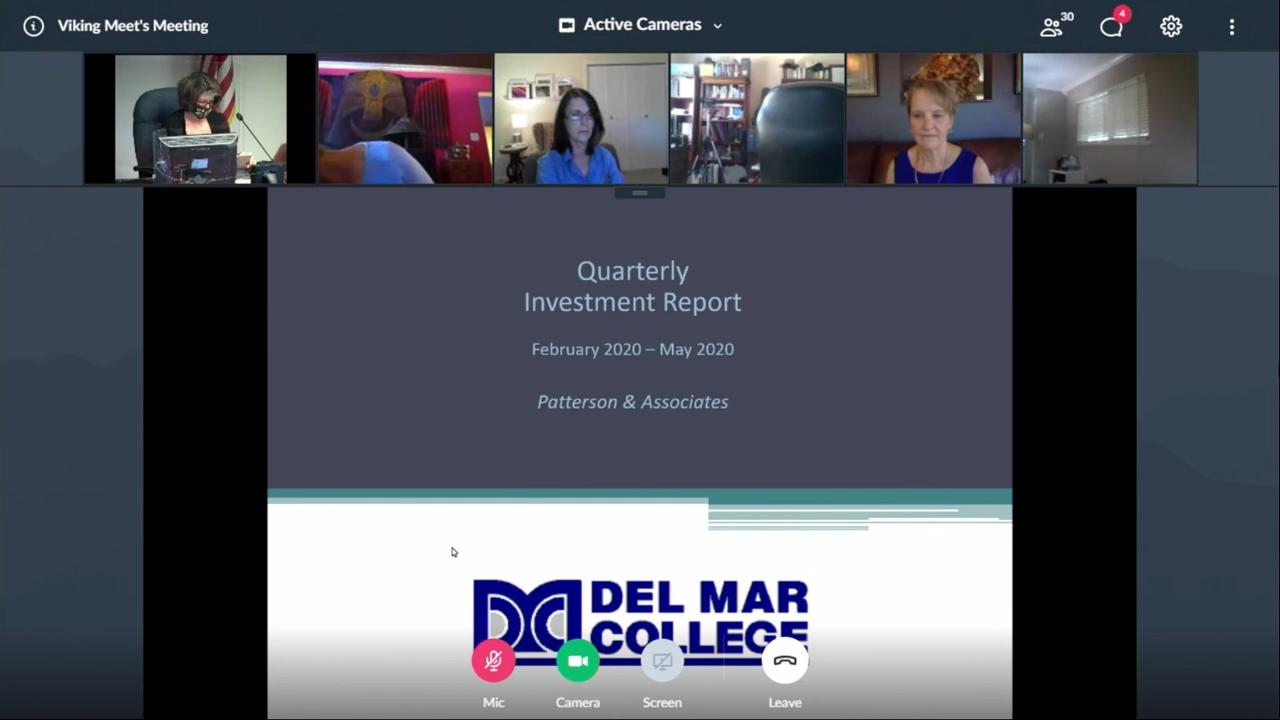 Viking Meet's Meeting
Active Cameras
30
4
Quarterly
Investment Report
February 2020 – May 2020
Patterson & Associates
DEL MAR
COLLEGE
Mic
Camera
Screen
Leave